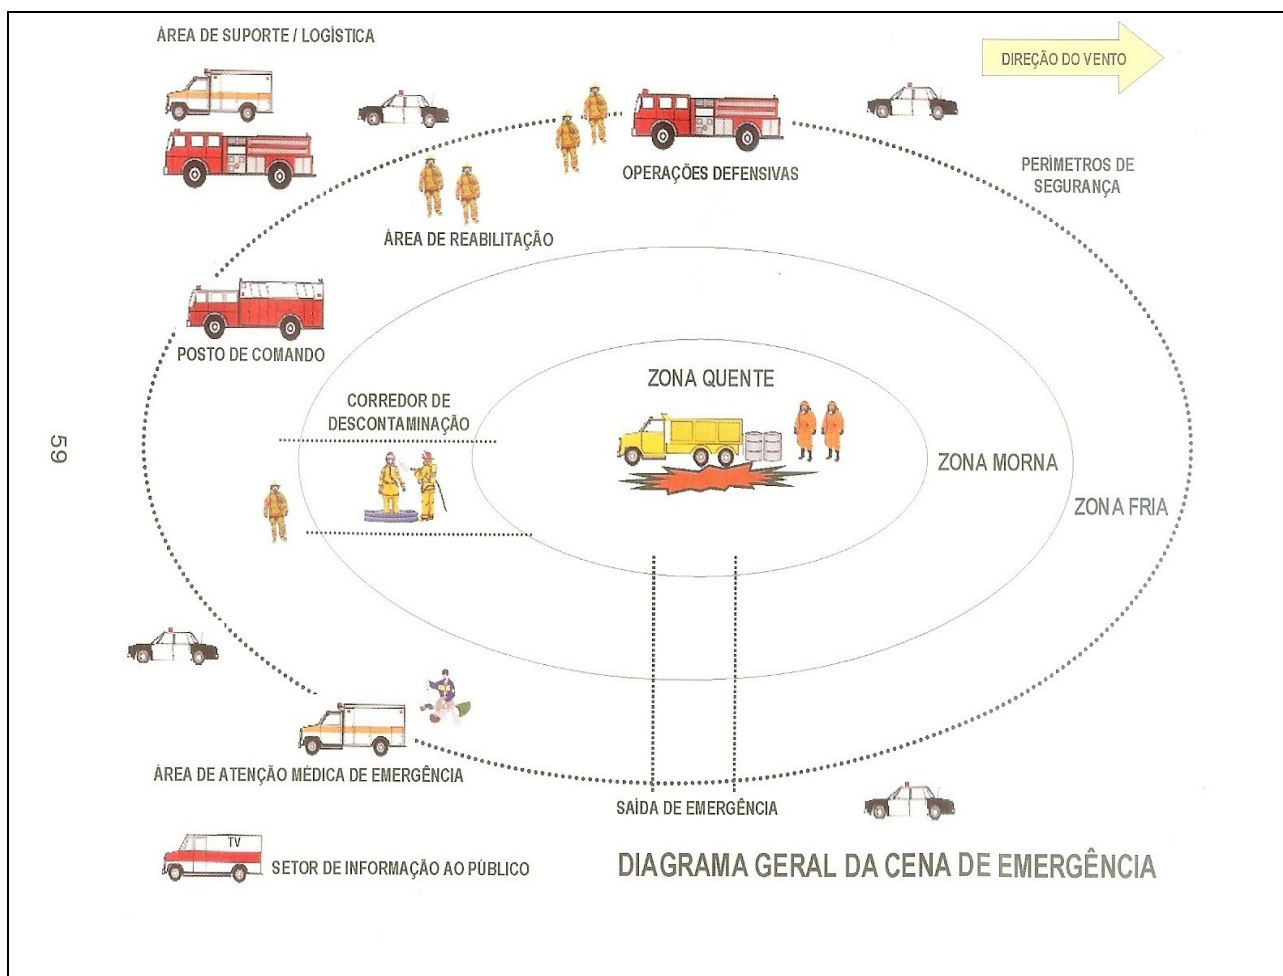 ÁREA DE SUPORTE / LOGÍSTICA
DIREÇÃO DO VENTO
OPERAÇÕES DEFENSIVAS
PERÍMETROS DE
SEGURANÇA
ÁREA DE REABILITAÇÃO
POSTO DE COMANDO
ZONA QUENTE
CORREDOR DE
DESCONTAMINAÇÃO
59
ZONA MORNA
ZONA FRIA
ÁREA DE ATENÇÃO MÉDICA DE EMERGÊNCIA
SAÍDA DE EMERGÊNCIA
TV
SETOR DE INFORMAÇÃO AO PÚBLICO
DIAGRAMA GERAL DA CENA DE EMERGÊNCIA